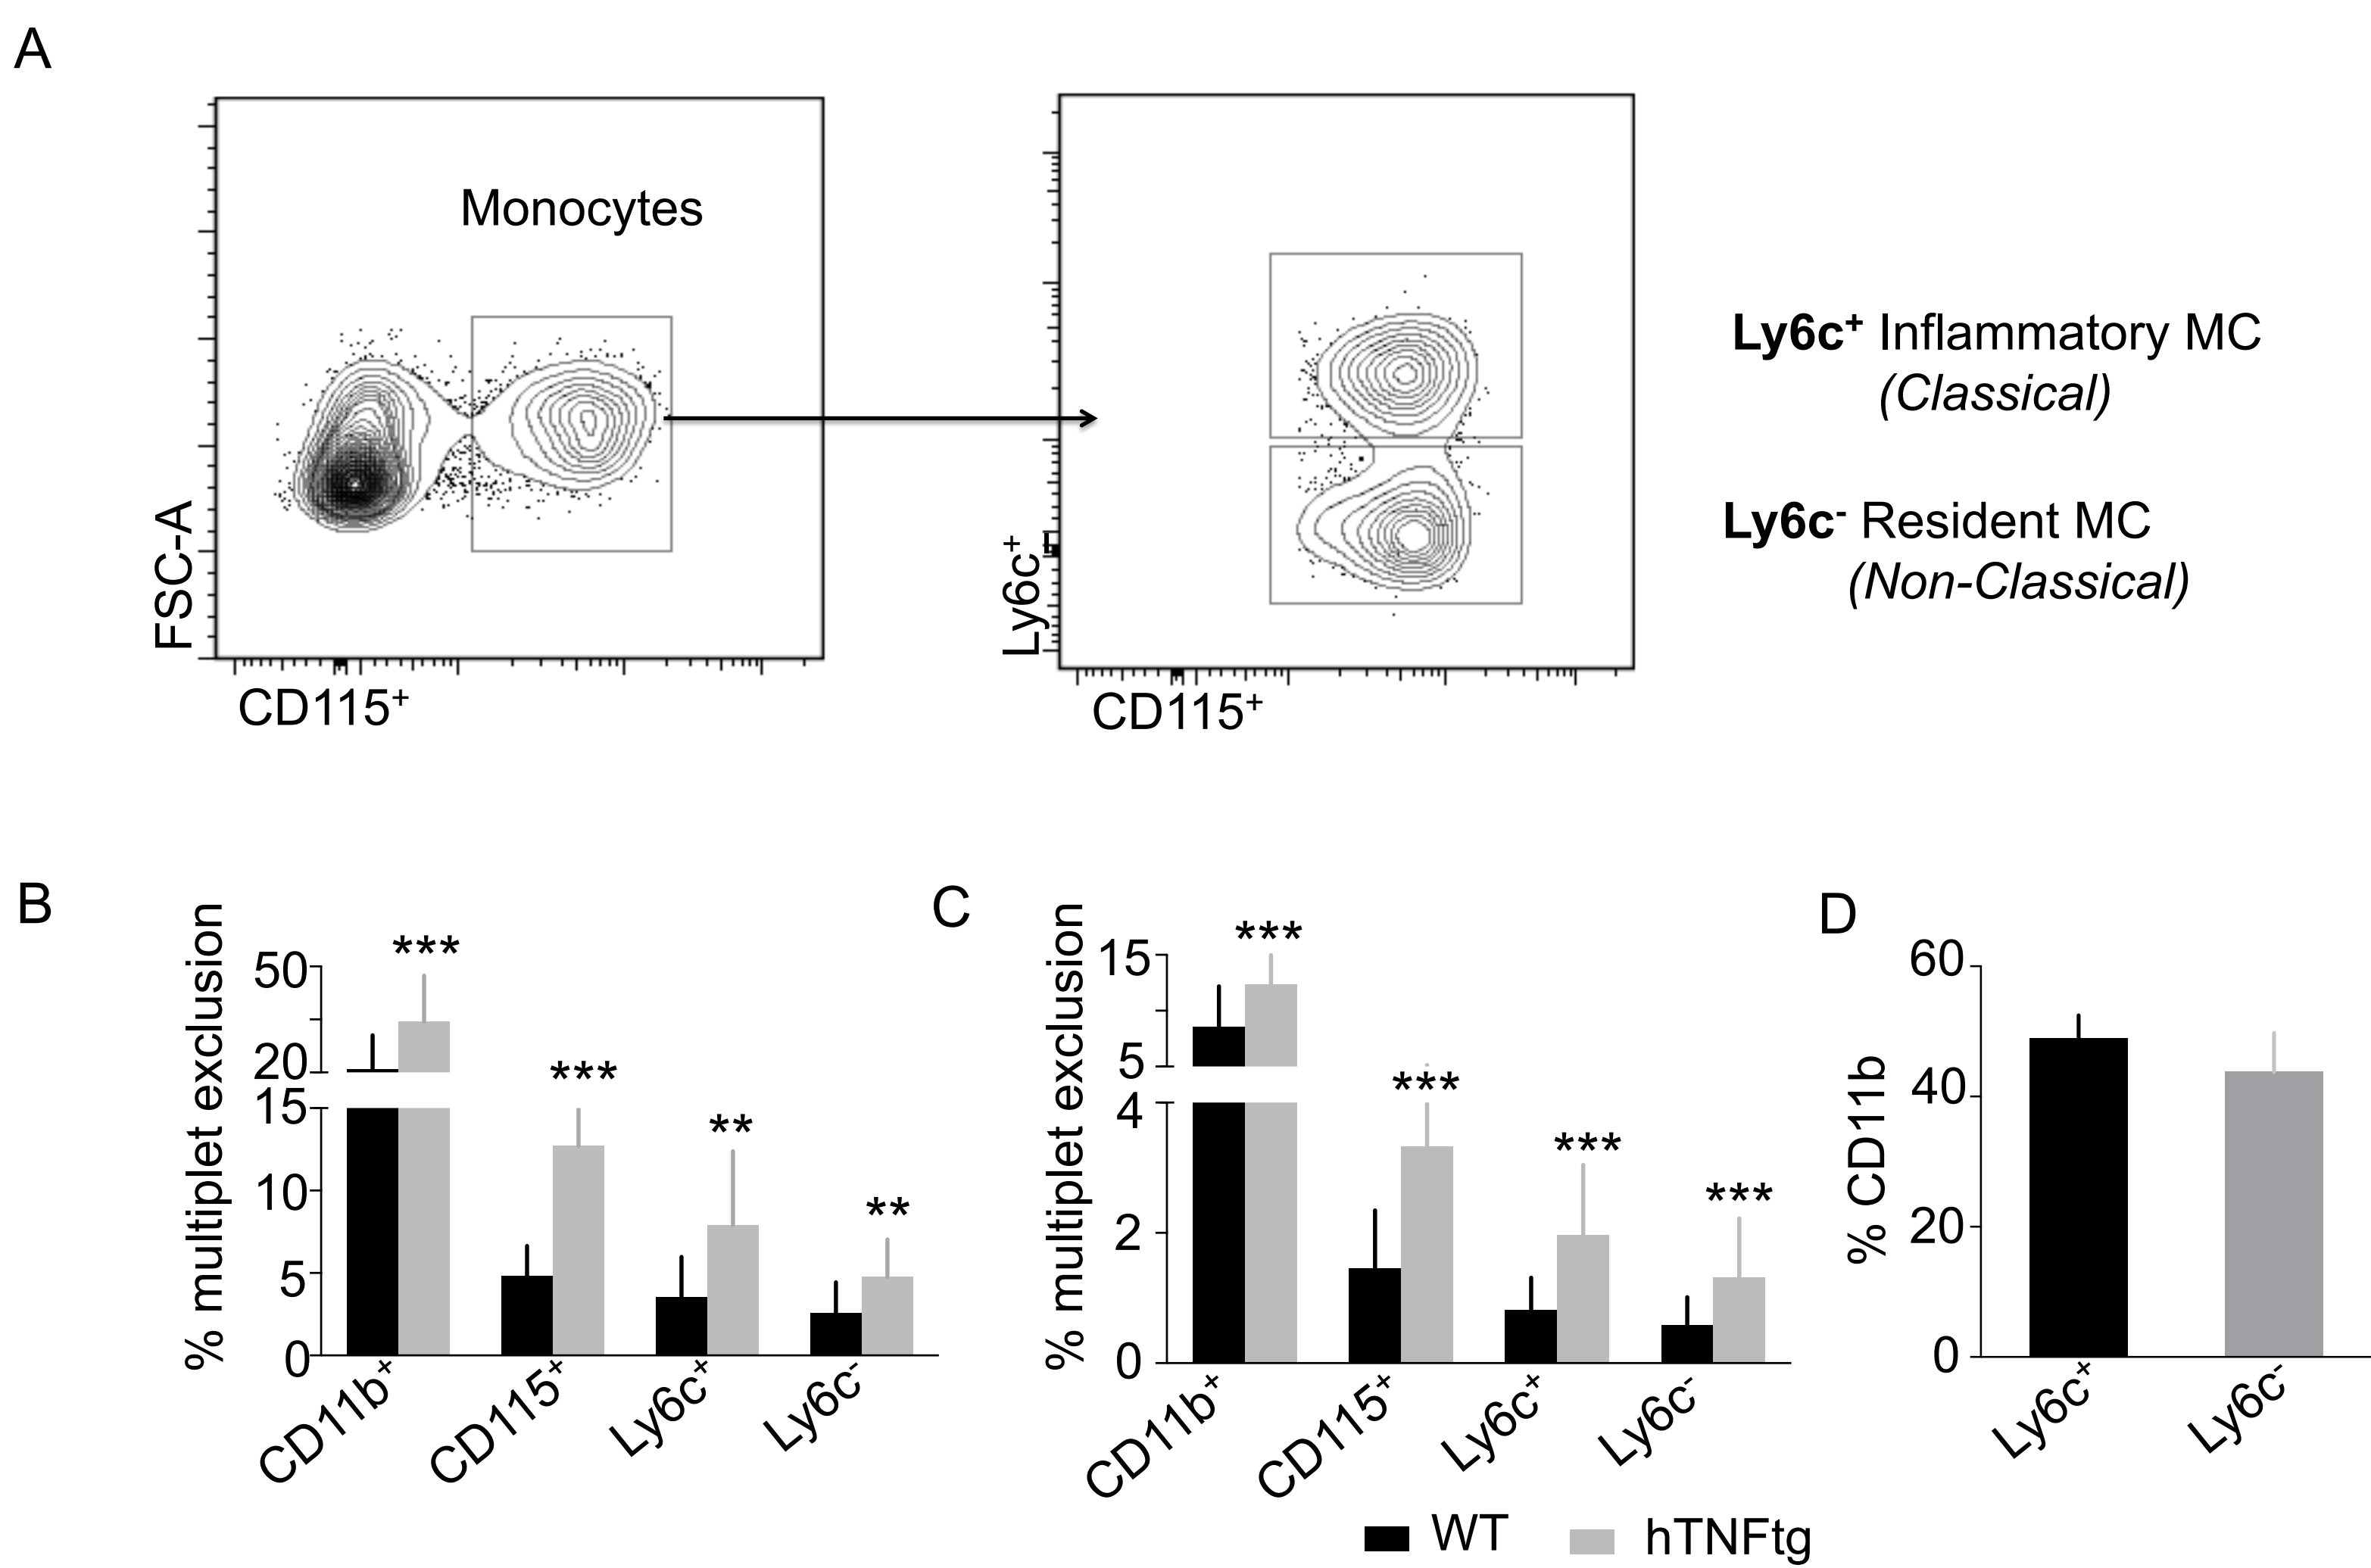 A
Monocytes
FSC-A
CD115⁺
Ly6c⁺
CD115⁺
Ly6c⁺ Inflammatory MC
(Classical)
Ly6c⁻ Resident MC
(Non-Classical)
B
% multiplet exclusion
50
20
15
10
5
0
***
***
**
**
CD11b⁺
CD115⁺
Ly6c⁺
Ly6c⁻
C
% multiplet exclusion
15
5
4
2
0
***
***
***
***
CD11b⁺
CD115⁺
Ly6c⁺
Ly6c⁻
D
% CD11b
60
40
20
0
Ly6c⁺
Ly6c⁻
WT
hTNFtg